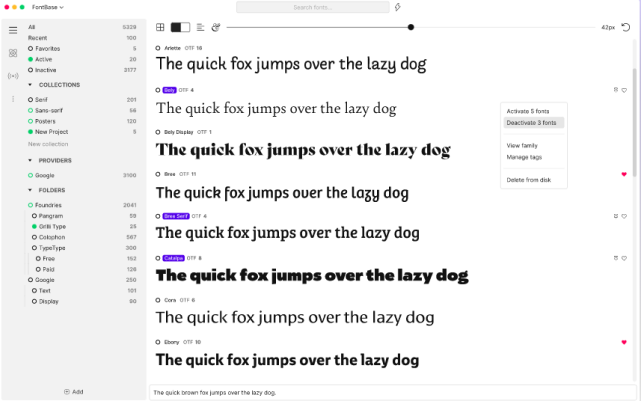 FontBase
Search fonts...
All 5329
Recent 100
Favorites 5
Active 20
Inactive 3177
COLLECTIONS
Serif 201
Sans-serif 56
Posters 120
New Project 5
New collection
PROVIDERS
Google 3100
FOLDERS
Foundries 2041
Pangram 59
Grilli Type 25
Colophon 567
TypeType 300
Free 152
Paid 126
Google 250
Text 101
Display 90
Add
42px
Arlette OTF 16
The quick fox jumps over the lazy dog
Bely OTF 4
The quick fox jumps over the lazy dog
Bely Display OTF 1
The quick fox jumps over the lazy dog
Bree OTF 11
The quick fox jumps over the lazy dog
Bree Serif OTF 4
The quick fox jumps over the lazy dog
Catalpa OTF 8
The quick fox jumps over the lazy dog
Cora OTF 6
The quick fox jumps over the lazy dog
Ebony OTF 10
The quick fox jumps over the lazy dog
Activate 5 fonts
Deactivate 3 fonts
View family
Manage tags
Delete from disk
The quick brown fox jumps over the lazy dog.